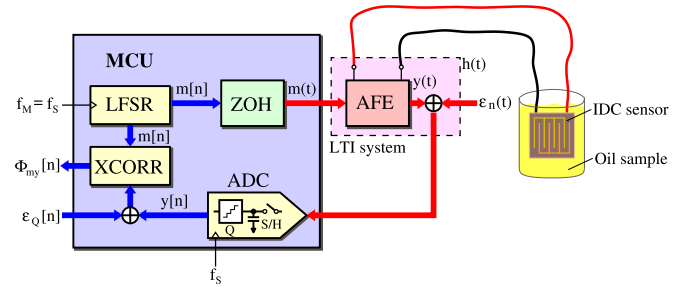 MCU
h(t)
m[n]
m(t)
y(t)
f_M = f_S
LFSR
ZOH
AFE
ε_n(t)
IDC sensor
m[n]
LTI system
Φ_my[n]
XCORR
Oil sample
ADC
ε_Q[n]
y[n]
Q
S/H
f_S